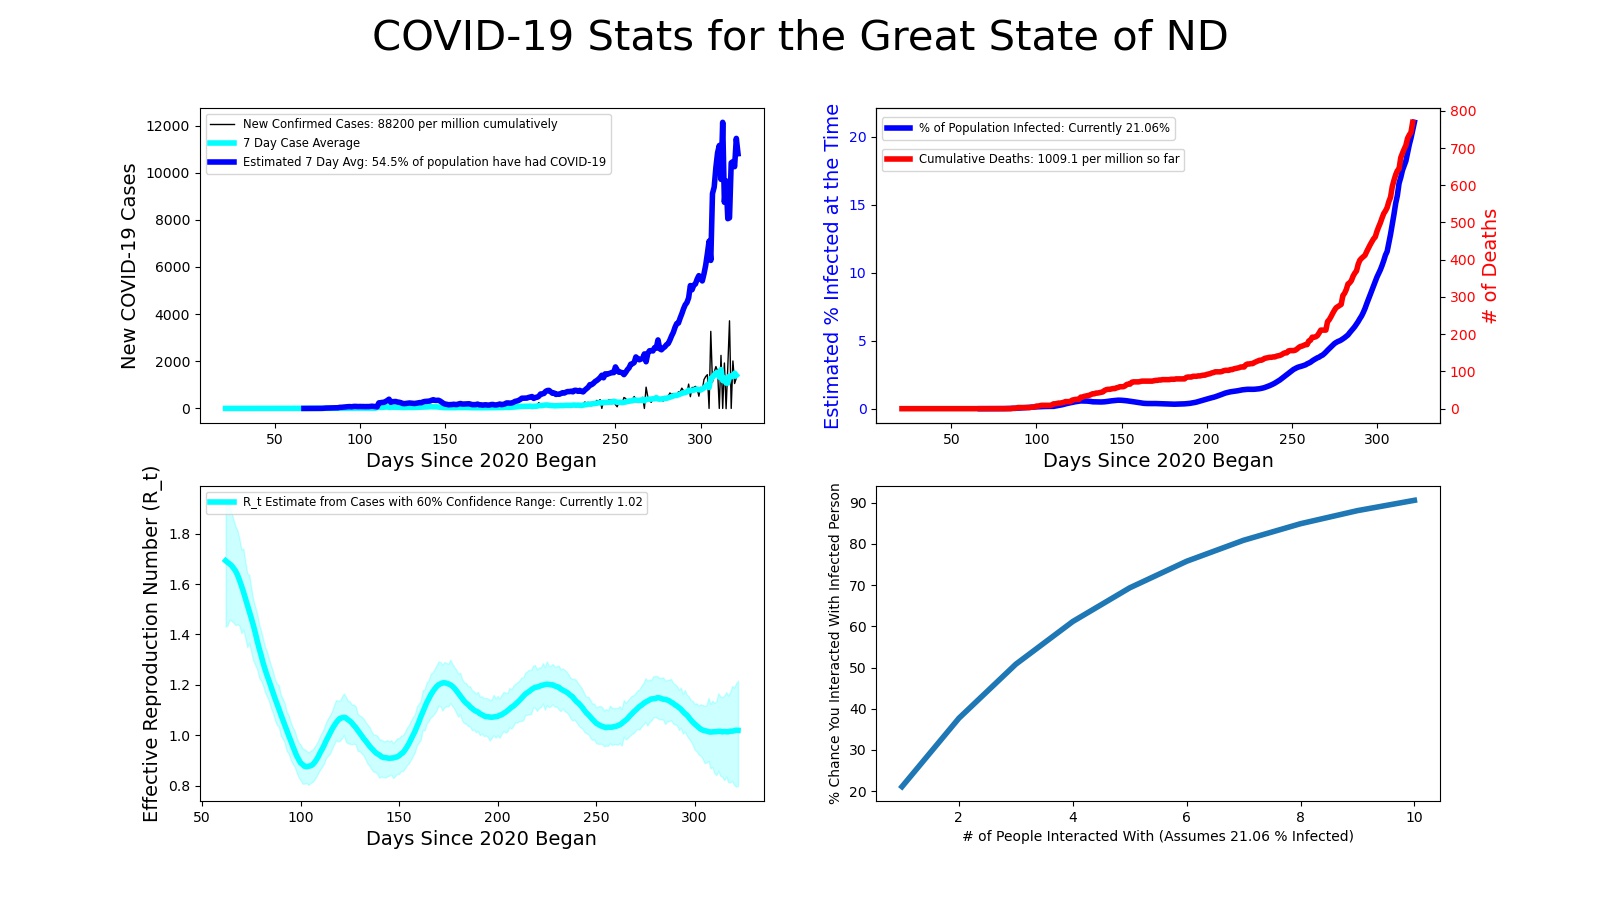 COVID-19 Stats for the Great State of ND
New COVID-19 Cases
12000
10000
8000
6000
4000
2000
0
New Confirmed Cases: 88200 per million cumulatively
7 Day Case Average
Estimated 7 Day Avg: 54.5% of population have had COVID-19
50 100 150 200 250 300
Days Since 2020 Began
Estimated % Infected at the Time
20
15
10
5
0
% of Population Infected: Currently 21.06%
Cumulative Deaths: 1009.1 per million so far
800
700
600
500
400
300
200
100
0
# of Deaths
50 100 150 200 250 300
Days Since 2020 Began
Effective Reproduction Number (R_t)
1.8
1.6
1.4
1.2
1.0
0.8
R_t Estimate from Cases with 60% Confidence Range: Currently 1.02
50 100 150 200 250 300
Days Since 2020 Began
% Chance You Interacted With Infected Person
90
80
70
60
50
40
30
20
2 4 6 8 10
# of People Interacted With (Assumes 21.06 % Infected)